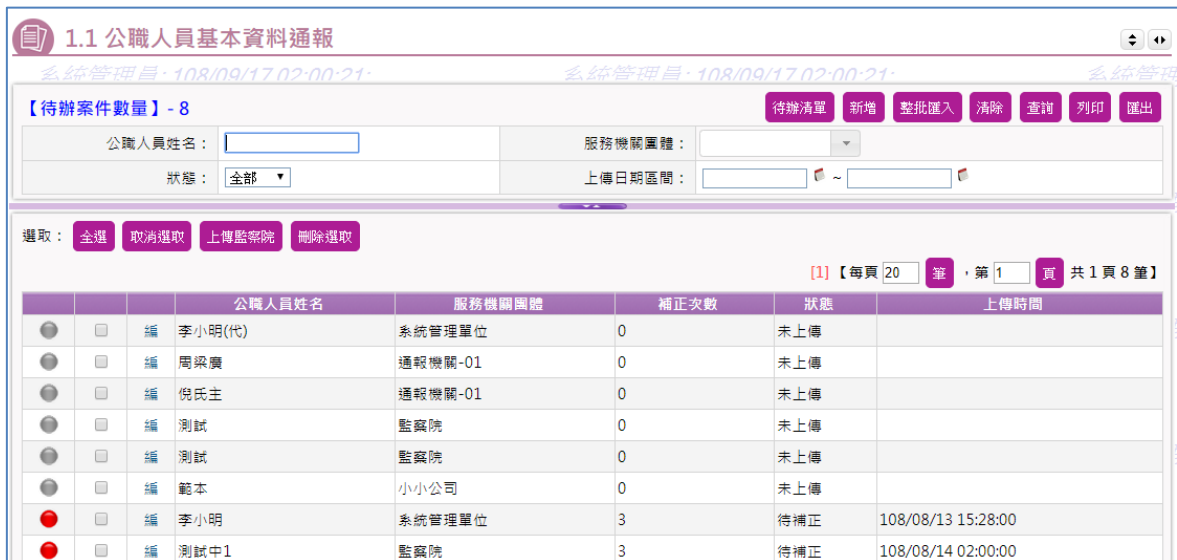 1.1 公職人員基本資料通報
系統管理員: 108/09/17 02:00:21: 系統管理員: 108/09/17 02:00:21: 系統管理
【待辦案件數量】- 8 待辦清單 新增 整批匯入 清除 查詢 列印 匯出
公職人員姓名： 服務機關團體：
狀態： 全部 上傳日期區間： ~
選取： 全選 取消選取 上傳監察院 刪除選取
[1]【每頁 20 筆 ，第 1 頁 共 1 頁 8 筆】
公職人員姓名 服務機關團體 補正次數 狀態 上傳時間
編 李小明(代) 系統管理單位 0 未上傳
編 周梁廣 通報機關-01 0 未上傳
編 倪氏主 通報機關-01 0 未上傳
編 測試 監察院 0 未上傳
編 測試 監察院 0 未上傳
編 範本 小小公司 0 未上傳
編 李小明 系統管理單位 3 待補正 108/08/13 15:28:00
編 測試中1 監察院 3 待補正 108/08/14 02:00:00